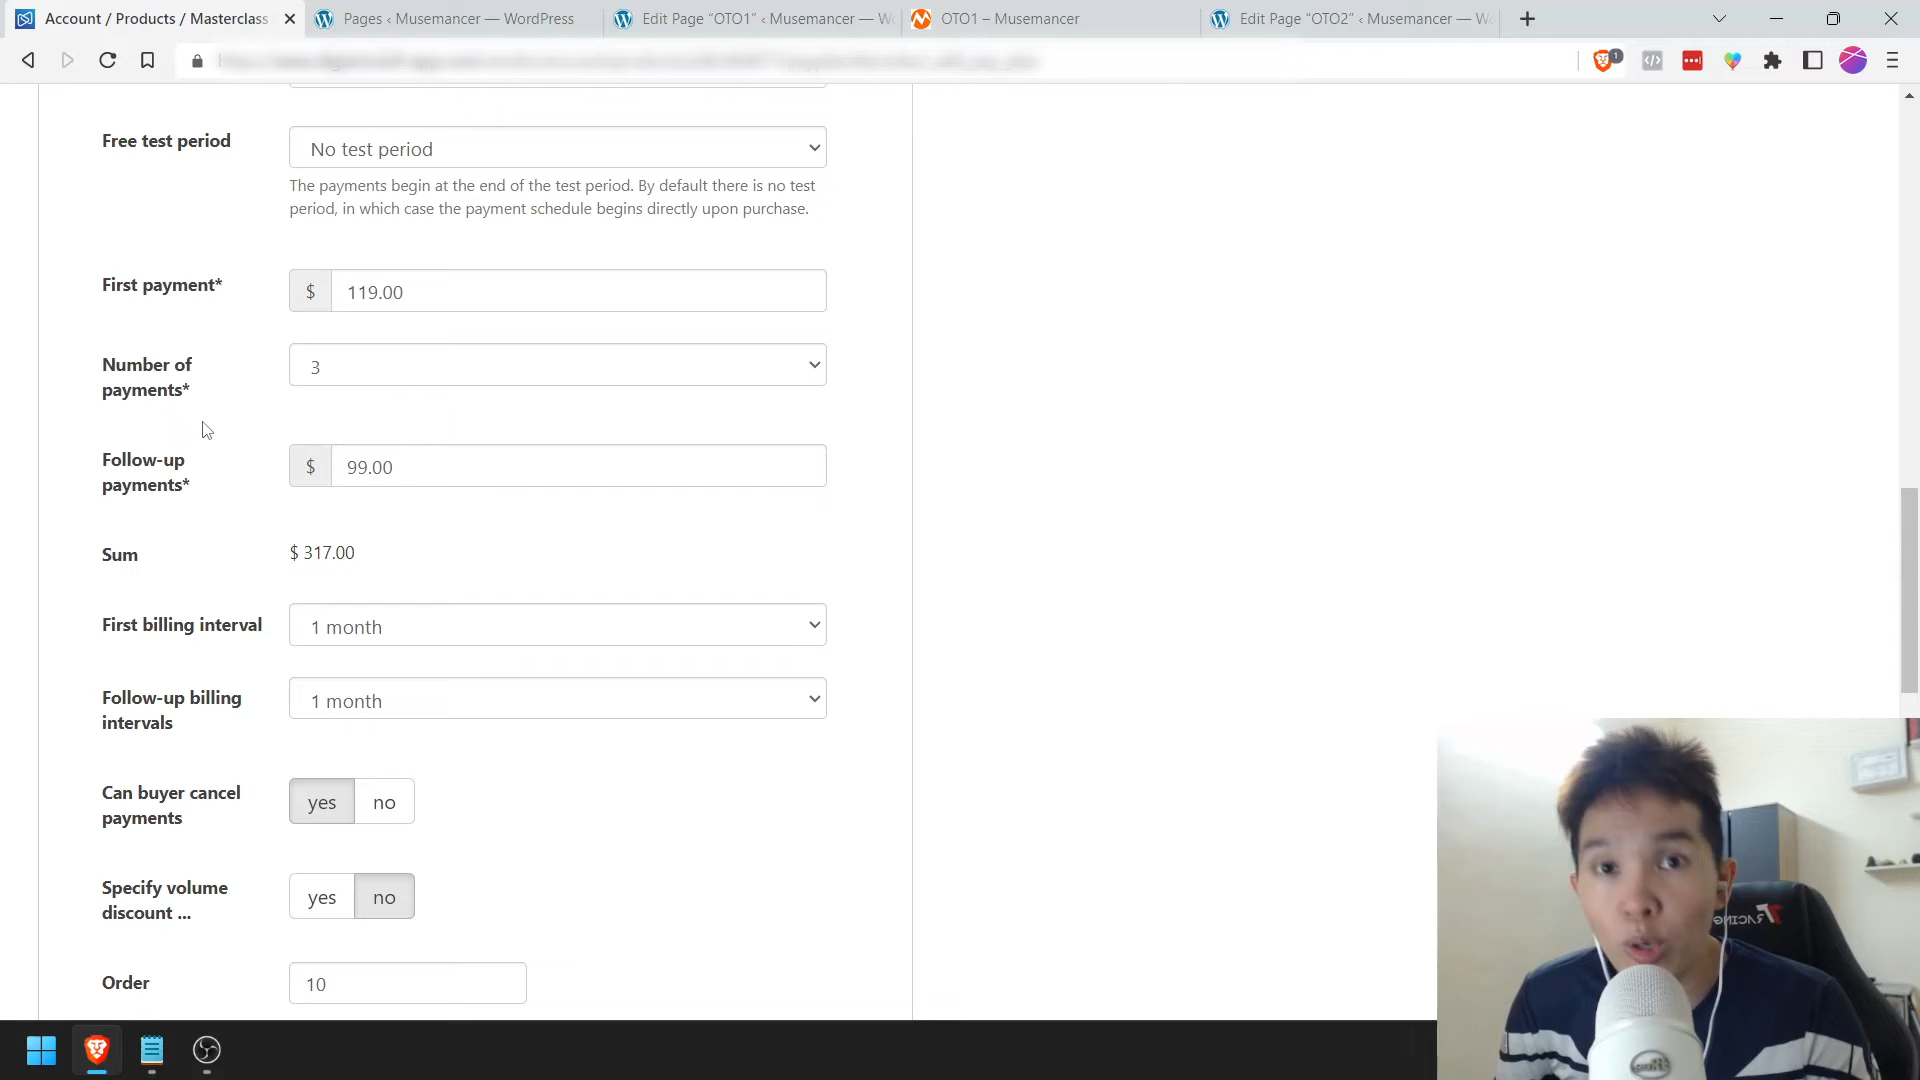 Account / Products / Masterclass
Pages ‹ Musemancer — WordPress
Edit Page “OTO1” ‹ Musemancer — W
OTO1 – Musemancer
Edit Page “OTO2” ‹ Musemancer — W
1
Free test period
No test period
The payments begin at the end of the test period. By default there is no test
period, in which case the payment schedule begins directly upon purchase.
First payment*
$ 119.00
Number of
payments*
3
Follow-up
payments*
$ 99.00
Sum
$ 317.00
First billing interval
1 month
Follow-up billing
intervals
1 month
Can buyer cancel
payments
yes no
Specify volume
discount ...
yes no
Order
10